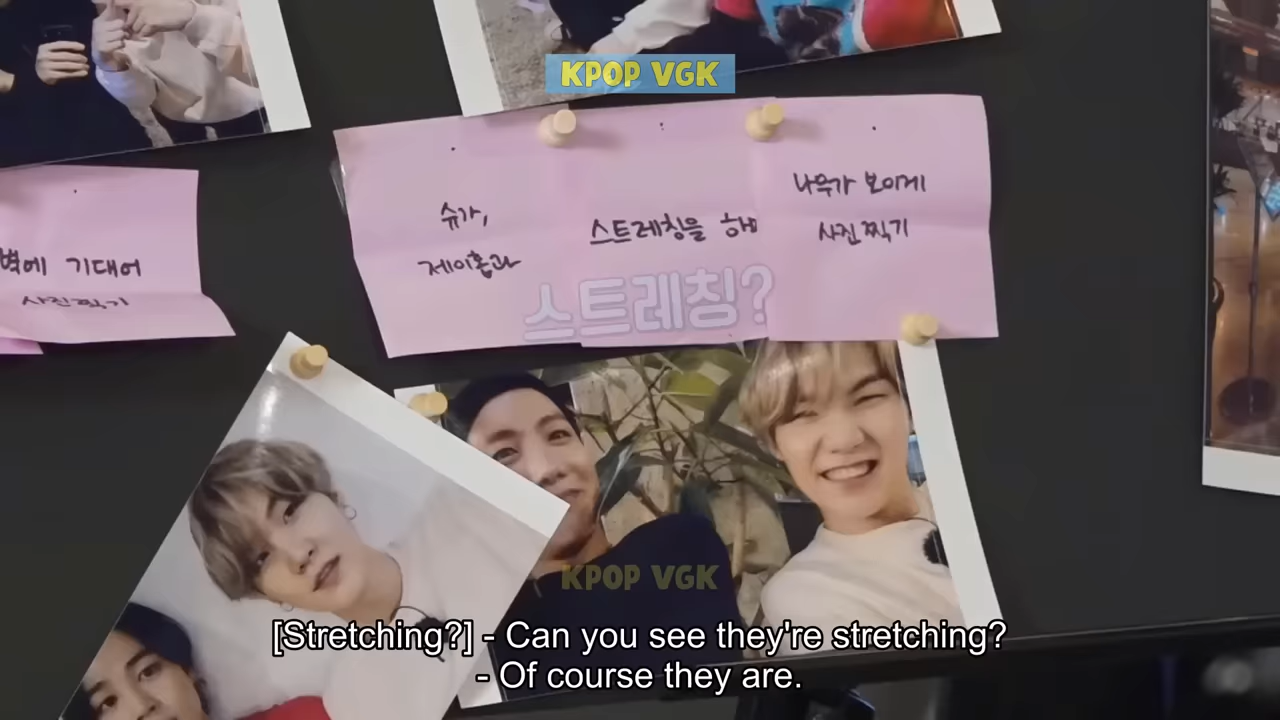 KPOP VGK
벽에 기대어
사진찍기
슈가,
제이홉과
스트레칭을 하며
나무가 보이게
사진찍기
스트레칭?
KPOP VGK
[Stretching?] - Can you see they're stretching?
- Of course they are.